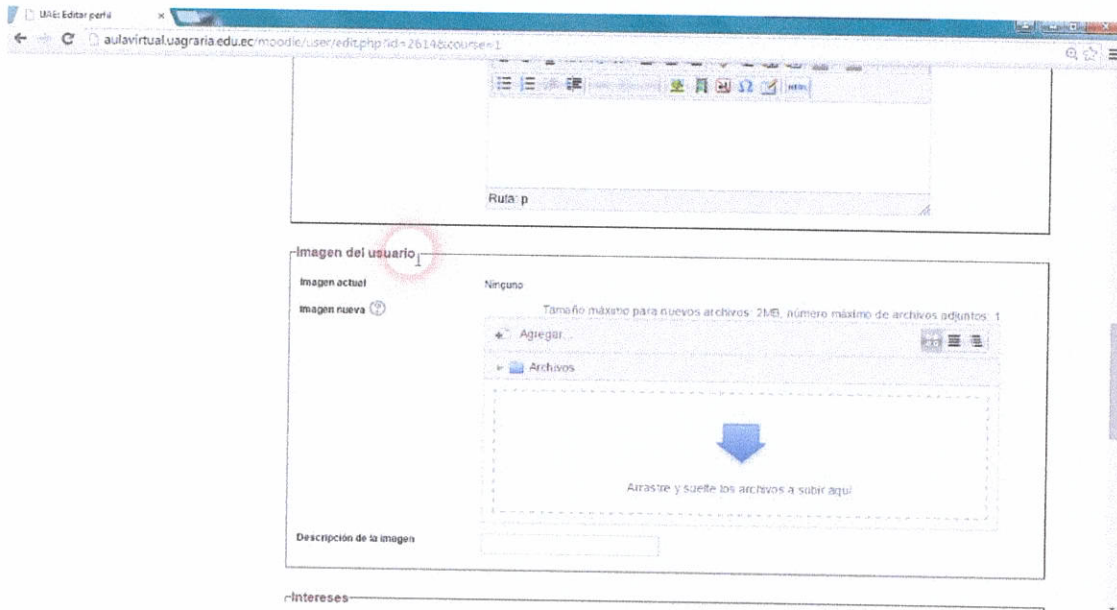 UAE: Editar perfil
aulavirtual.uagraria.edu.ec/moodle/user/edit.php?id=2614&course=1
HTML
Ruta: p
Imagen del usuario
Imagen actual
Ninguno
Imagen nueva
Tamaño máximo para nuevos archivos: 2MB, número máximo de archivos adjuntos: 1
Agregar...
Archivos
Arrastre y suelte los archivos a subir aquí
Descripción de la imagen
Intereses